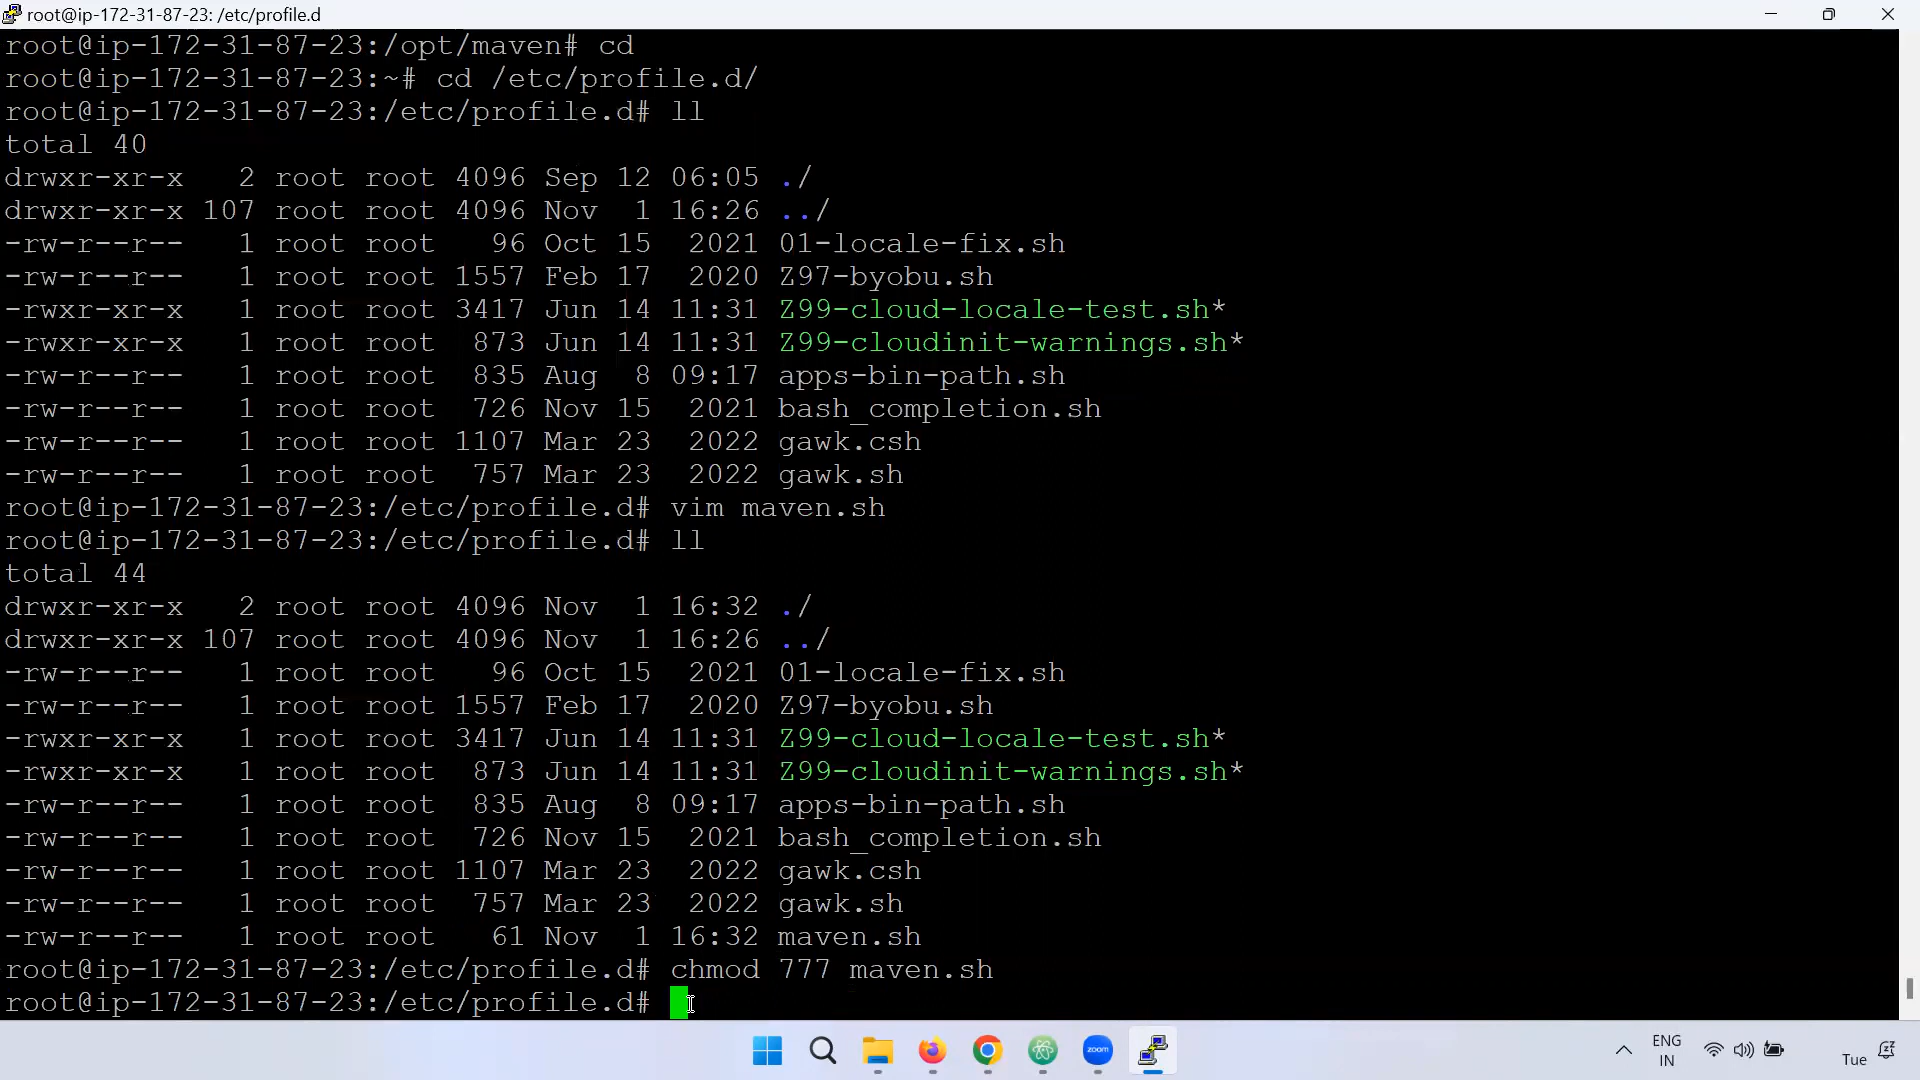 root@ip-172-31-87-23: /etc/profile.d
root@ip-172-31-87-23:/opt/maven# cd
root@ip-172-31-87-23:~# cd /etc/profile.d/
root@ip-172-31-87-23:/etc/profile.d# ll
total 40
drwxr-xr-x   2 root root 4096 Sep 12 06:05 ./
drwxr-xr-x 107 root root 4096 Nov  1 16:26 ../
-rw-r--r--   1 root root   96 Oct 15  2021 01-locale-fix.sh
-rw-r--r--   1 root root 1557 Feb 17  2020 Z97-byobu.sh
-rwxr-xr-x   1 root root 3417 Jun 14 11:31 Z99-cloud-locale-test.sh*
-rwxr-xr-x   1 root root  873 Jun 14 11:31 Z99-cloudinit-warnings.sh*
-rw-r--r--   1 root root  835 Aug  8 09:17 apps-bin-path.sh
-rw-r--r--   1 root root  726 Nov 15  2021 bash_completion.sh
-rw-r--r--   1 root root 1107 Mar 23  2022 gawk.csh
-rw-r--r--   1 root root  757 Mar 23  2022 gawk.sh
root@ip-172-31-87-23:/etc/profile.d# vim maven.sh
root@ip-172-31-87-23:/etc/profile.d# ll
total 44
drwxr-xr-x   2 root root 4096 Nov  1 16:32 ./
drwxr-xr-x 107 root root 4096 Nov  1 16:26 ../
-rw-r--r--   1 root root   96 Oct 15  2021 01-locale-fix.sh
-rw-r--r--   1 root root 1557 Feb 17  2020 Z97-byobu.sh
-rwxr-xr-x   1 root root 3417 Jun 14 11:31 Z99-cloud-locale-test.sh*
-rwxr-xr-x   1 root root  873 Jun 14 11:31 Z99-cloudinit-warnings.sh*
-rw-r--r--   1 root root  835 Aug  8 09:17 apps-bin-path.sh
-rw-r--r--   1 root root  726 Nov 15  2021 bash_completion.sh
-rw-r--r--   1 root root 1107 Mar 23  2022 gawk.csh
-rw-r--r--   1 root root  757 Mar 23  2022 gawk.sh
-rw-r--r--   1 root root   61 Nov  1 16:32 maven.sh
root@ip-172-31-87-23:/etc/profile.d# chmod 777 maven.sh
root@ip-172-31-87-23:/etc/profile.d#
zoom
ENG
IN
Tue